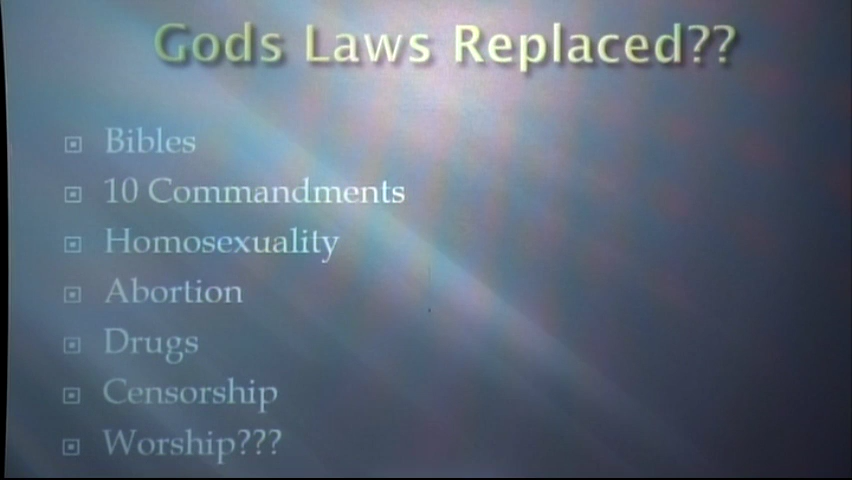 Gods Laws Replaced??
Bibles
10 Commandments
Homosexuality
Abortion
Drugs
Censorship
Worship???